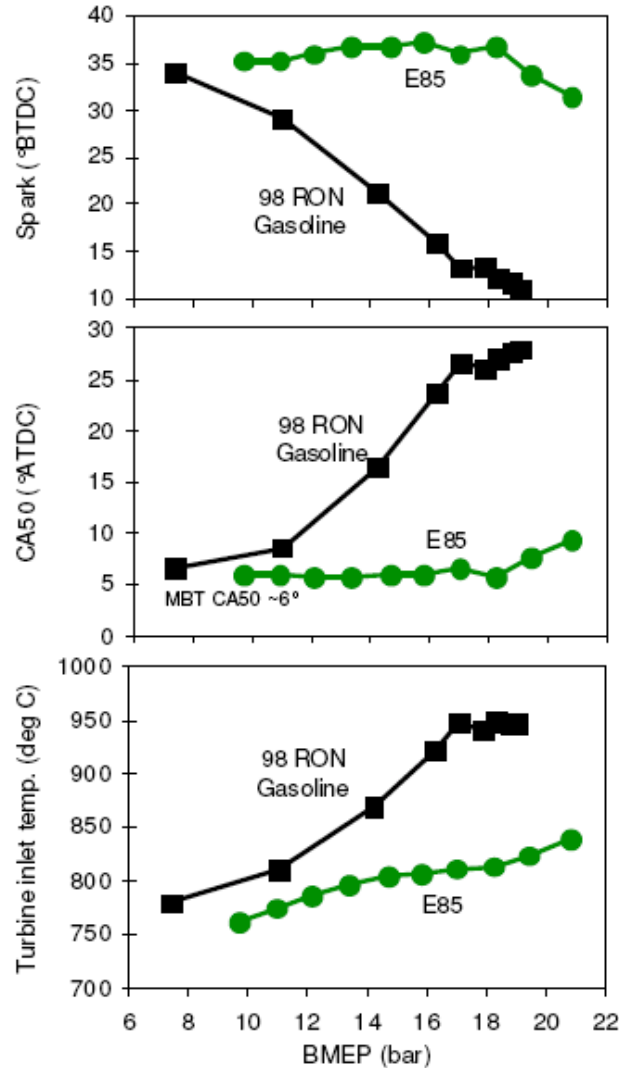 Spark (°BTDC)
40
35
30
25
20
15
10
E85
98 RON
Gasoline
CA50 (°ATDC)
30
25
20
15
10
5
0
98 RON
Gasoline
E85
MBT CA50 ~6°
Turbine inlet temp. (deg C)
1000
950
900
850
800
750
700
98 RON
Gasoline
E85
6
8
10
12
14
16
18
20
22
BMEP (bar)